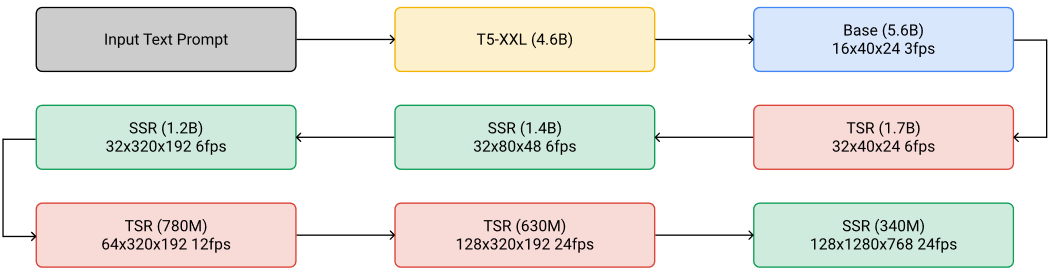 Input Text Prompt
T5-XXL (4.6B)
Base (5.6B)
16x40x24 3fps
TSR (1.7B)
32x40x24 6fps
SSR (1.4B)
32x80x48 6fps
SSR (1.2B)
32x320x192 6fps
TSR (780M)
64x320x192 12fps
TSR (630M)
128x320x192 24fps
SSR (340M)
128x1280x768 24fps